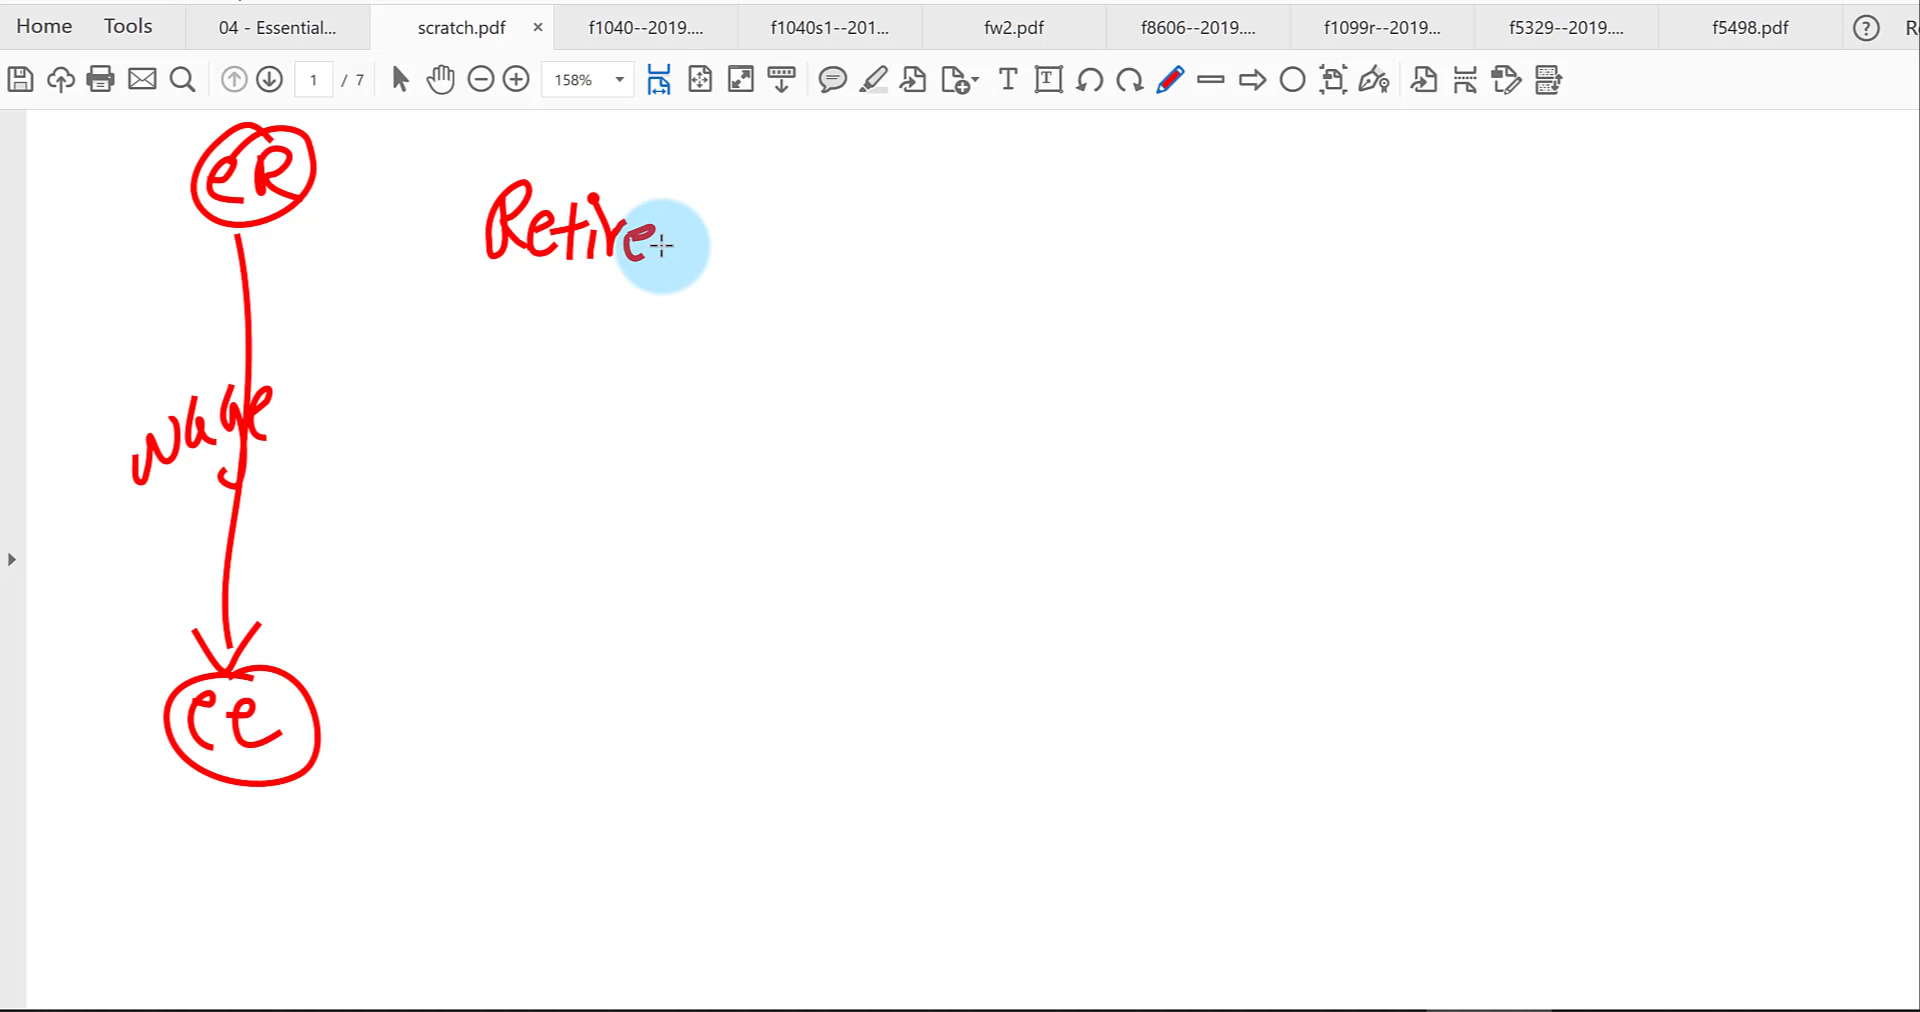 Home Tools 04 - Essential... scratch.pdf × f1040--2019.... f1040s1--201... fw2.pdf f8606--2019.... f1099r--2019... f5329--2019.... f5498.pdf ? R
1 / 7 158% T T
eR
Retire
wage
ee